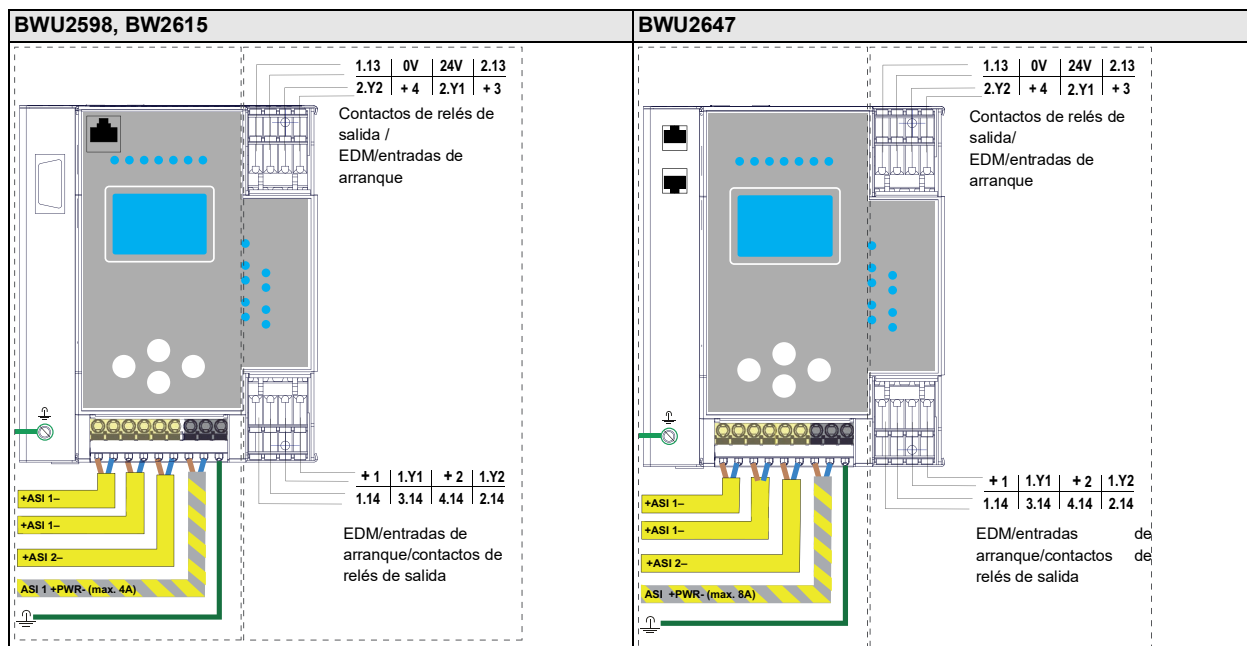 BWU2598, BW2615
1.13 0V 24V 2.13
2.Y2 + 4 2.Y1 + 3
Contactos de relés de
salida /
EDM/entradas de
arranque
+ 1 1.Y1 + 2 1.Y2
1.14 3.14 4.14 2.14
EDM/entradas de
arranque/contactos de
relés de salida
+ASI 1–
+ASI 1–
+ASI 2–
ASI 1 +PWR- (max. 4A)
BWU2647
1.13 0V 24V 2.13
2.Y2 + 4 2.Y1 + 3
Contactos de relés de
salida/
EDM/entradas de
arranque
+ 1 1.Y1 + 2 1.Y2
1.14 3.14 4.14 2.14
EDM/entradas de
arranque/contactos de
relés de salida
+ASI 1–
+ASI 1–
+ASI 2–
ASI +PWR- (max. 8A)